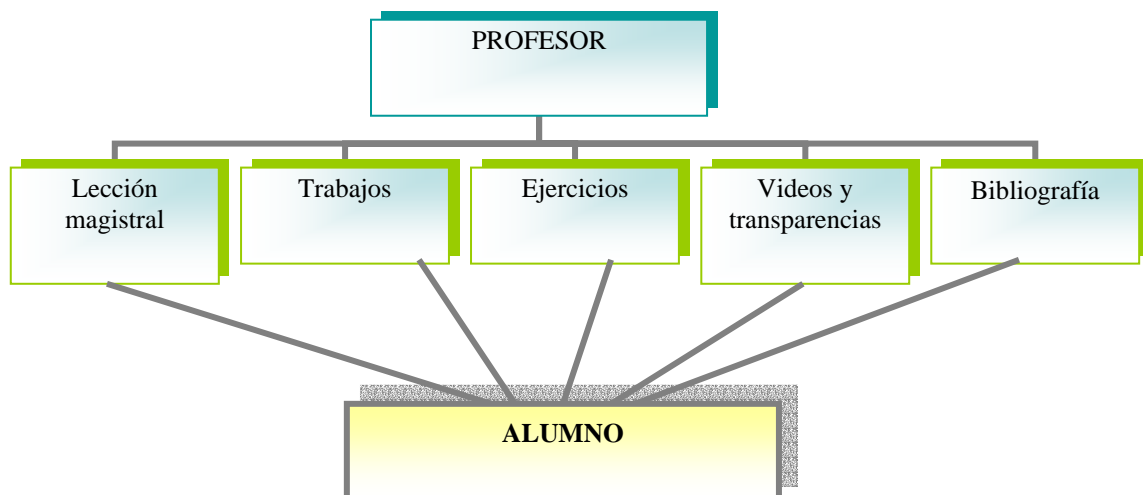 PROFESOR
Lección
magistral
Trabajos
Ejercicios
Videos y
transparencias
Bibliografía
ALUMNO